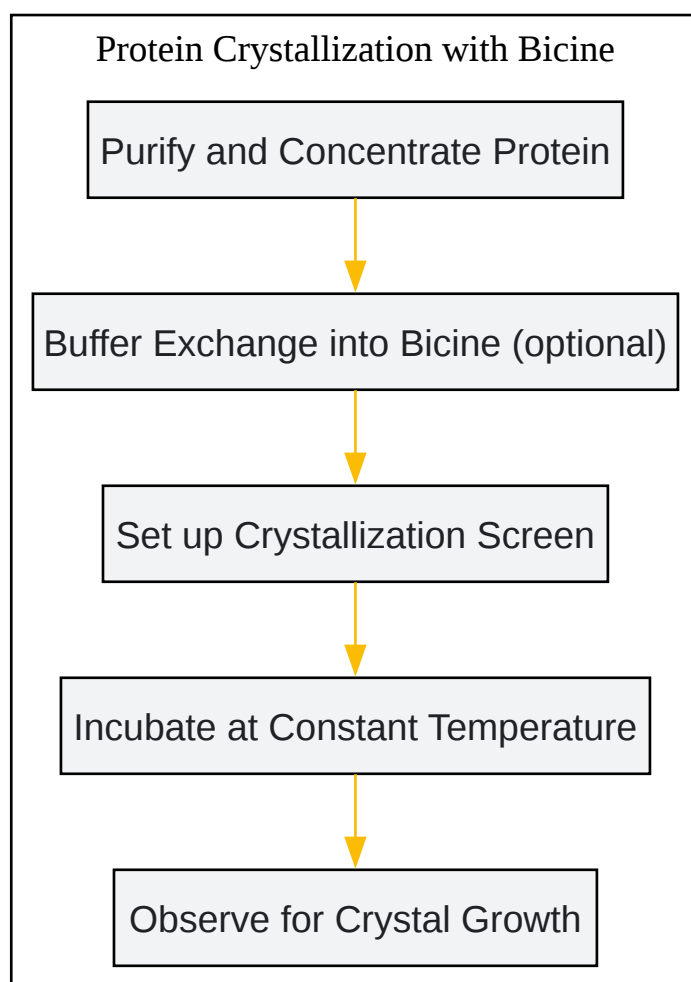 Protein Crystallization with Bicine
Purify and Concentrate Protein
Buffer Exchange into Bicine (optional)
Set up Crystallization Screen
Incubate at Constant Temperature
Observe for Crystal Growth